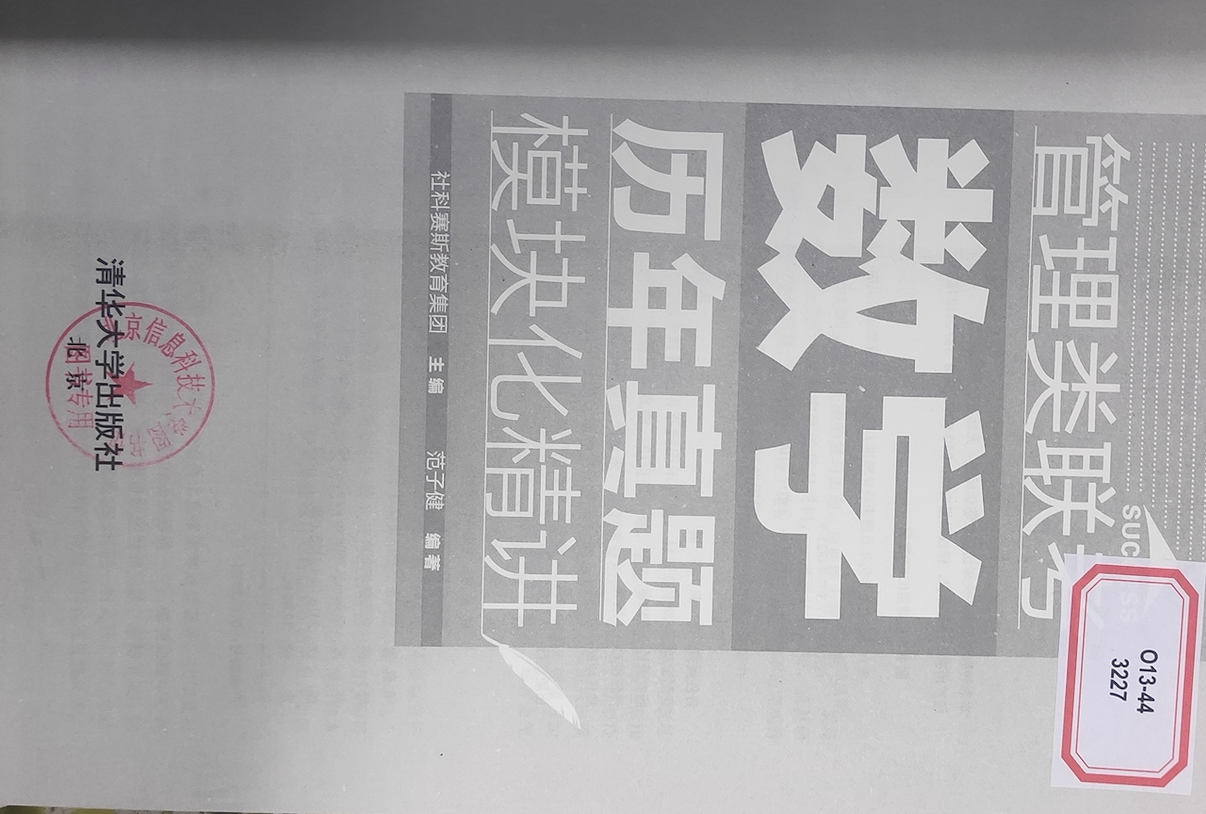 管理类联考
SUC ss
数学
历年真题
模块化精讲
社科赛斯教育集团 主编 范子健 编著
清华大学出版社
北京
京信息科技大学
图书专用
O13-44
3227